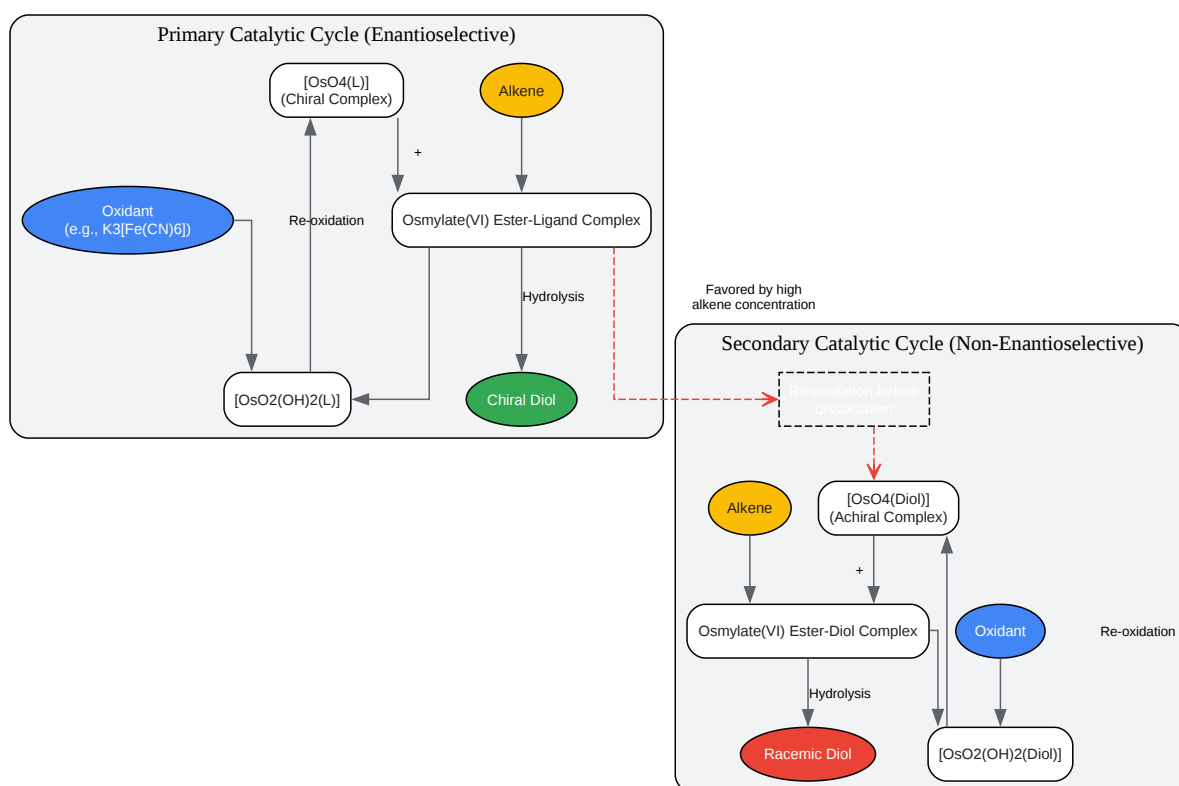 Primary Catalytic Cycle (Enantioselective)
[OsO4(L)]
(Chiral Complex)
Alkene
+
Oxidant
(e.g., K3[Fe(CN)6])
Re-oxidation
Osmylate(VI) Ester-Ligand Complex
Hydrolysis
[OsO2(OH)2(L)]
Chiral Diol
Favored by high
alkene concentration
Secondary Catalytic Cycle (Non-Enantioselective)
Re-oxidation before
dissociation
Alkene
[OsO4(Diol)]
(Achiral Complex)
+
Osmylate(VI) Ester-Diol Complex
Oxidant
Re-oxidation
Hydrolysis
Racemic Diol
[OsO2(OH)2(Diol)]